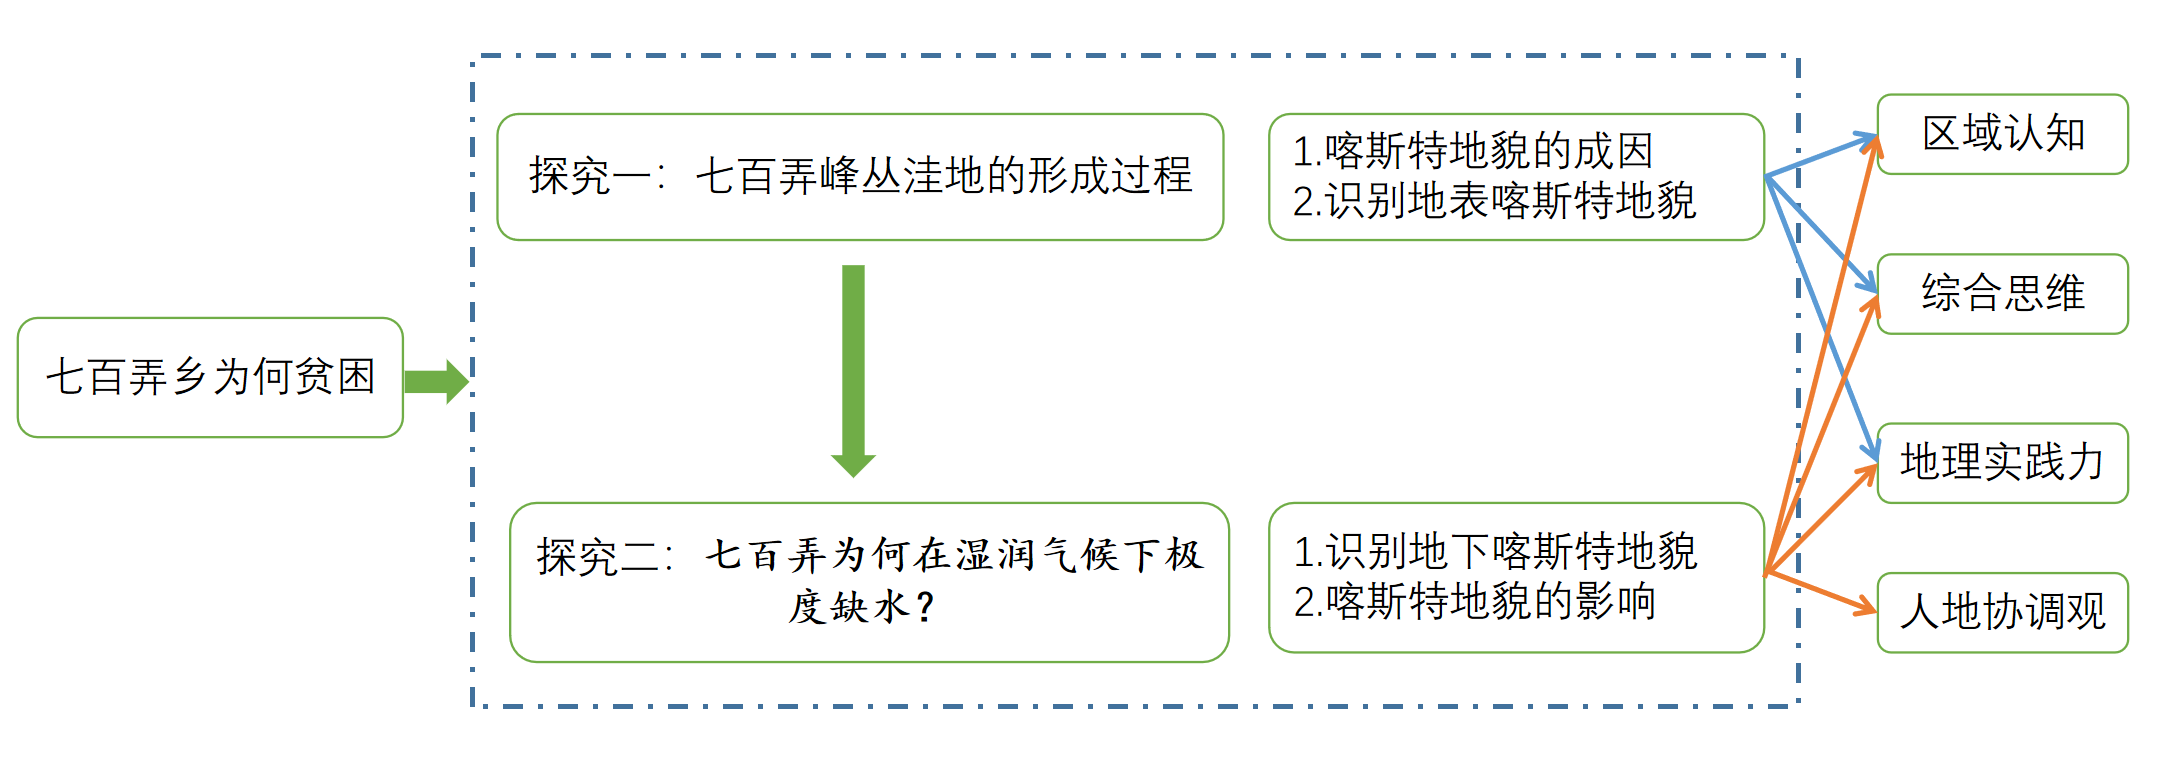 七百弄乡为何贫困
探究一：七百弄峰丛洼地的形成过程
1.喀斯特地貌的成因
2.识别地表喀斯特地貌
探究二：七百弄为何在湿润气候下极
度缺水？
1.识别地下喀斯特地貌
2.喀斯特地貌的影响
区域认知
综合思维
地理实践力
人地协调观